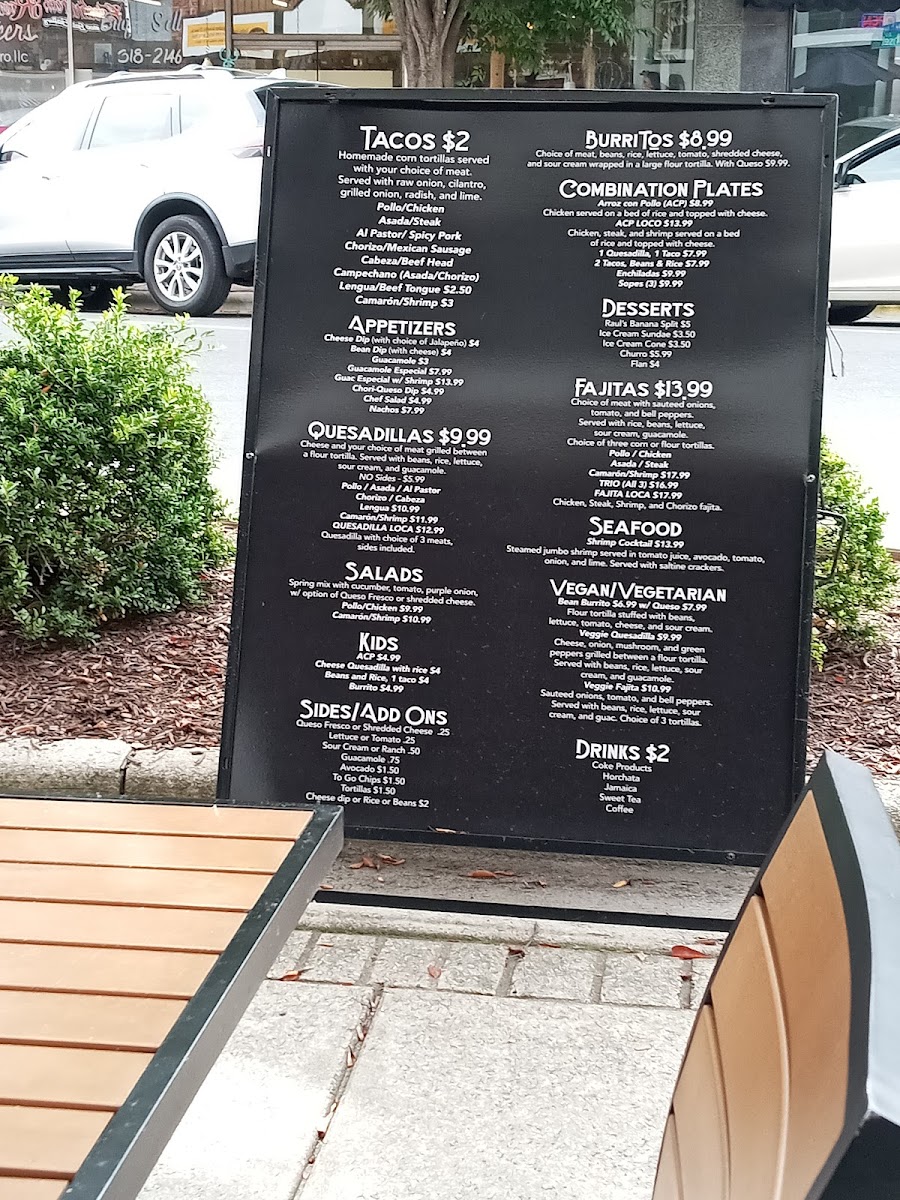 Buy Sell
eers
318-2146
ro,llc
TACOS $2
Homemade corn tortillas served
with your choice of meat.
Served with raw onion, cilantro,
grilled onion, radish, and lime.
Pollo/Chicken
Asada/Steak
Al Pastor/ Spicy Pork
Chorizo/Mexican Sausage
Cabeza/Beef Head
Campechano (Asada/Chorizo)
Lengua/Beef Tongue $2.50
Camarón/Shrimp $3
APPETIZERS
Cheese Dip (with choice of Jalapeño) $4
Bean Dip (with cheese) $4
Guacamole $3
Guacamole Especial $7.99
Guac Especial w/ Shrimp $13.99
Chori-Queso Dip $4.99
Chef Salad $4.99
Nachos $7.99
QUESADILLAS $9.99
Cheese and your choice of meat grilled between
a flour tortilla. Served with beans, rice, lettuce,
sour cream, and guacamole.
NO Sides - $5.99
Pollo / Asada / Al Pastor
Chorizo / Cabeza
Lengua $10.99
Camarón/Shrimp $11.99
QUESADILLA LOCA $12.99
Quesadilla with choice of 3 meats,
sides included.
SALADS
Spring mix with cucumber, tomato, purple onion,
w/ option of Queso Fresco or shredded cheese.
Pollo/Chicken $9.99
Camarón/Shrimp $10.99
KIDS
ACP $4.99
Cheese Quesadilla with rice $4
Beans and Rice, 1 taco $4
Burrito $4.99
SIDES/ADD ONS
Queso Fresco or Shredded Cheese .25
Lettuce or Tomato .25
Sour Cream or Ranch .50
Guacamole .75
Avocado $1.50
To Go Chips $1.50
Tortillas $1.50
Cheese dip or Rice or Beans $2
BURRITOS $8.99
Choice of meat, beans, rice, lettuce, tomato, shredded cheese,
and sour cream wrapped in a large flour tortilla. With Queso $9.99.
COMBINATION PLATES
Arroz con Pollo (ACP) $8.99
Chicken served on a bed of rice and topped with cheese.
ACP LOCO $13.99
Chicken, steak, and shrimp served on a bed
of rice and topped with cheese.
1 Quesadilla, 1 Taco $7.99
2 Tacos, Beans & Rice $7.99
Enchiladas $9.99
Sopes (3) $9.99
DESSERTS
Raul's Banana Split $5
Ice Cream Sundae $3.50
Ice Cream Cone $3.50
Churro $5.99
Flan $4
FAJITAS $13.99
Choice of meat with sauteed onions,
tomato, and bell peppers.
Served with rice, beans, lettuce,
sour cream, guacamole.
Choice of three corn or flour tortillas.
Pollo / Chicken
Asada / Steak
Camarón/Shrimp $17.99
TRIO (All 3) $16.99
FAJITA LOCA $17.99
Chicken, Steak, Shrimp, and Chorizo fajita.
SEAFOOD
Shrimp Cocktail $13.99
Steamed jumbo shrimp served in tomato juice, avocado, tomato,
onion, and lime. Served with saltine crackers.
VEGAN/VEGETARIAN
Bean Burrito $6.99 w/ Queso $7.99
Flour tortilla stuffed with beans,
lettuce, tomato, cheese, and sour cream.
Veggie Quesadilla $9.99
Cheese, onion, mushroom, and green
peppers grilled between a flour tortilla.
Served with beans, rice, lettuce, sour
cream, and guacamole.
Veggie Fajita $10.99
Sauteed onions, tomato, and bell peppers.
Served with beans, rice, lettuce, sour
cream, and guac. Choice of 3 tortillas.
DRINKS $2
Coke Products
Horchata
Jamaica
Sweet Tea
Coffee